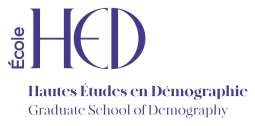 École
HED
Hautes Études en Démographie
Graduate School of Demography